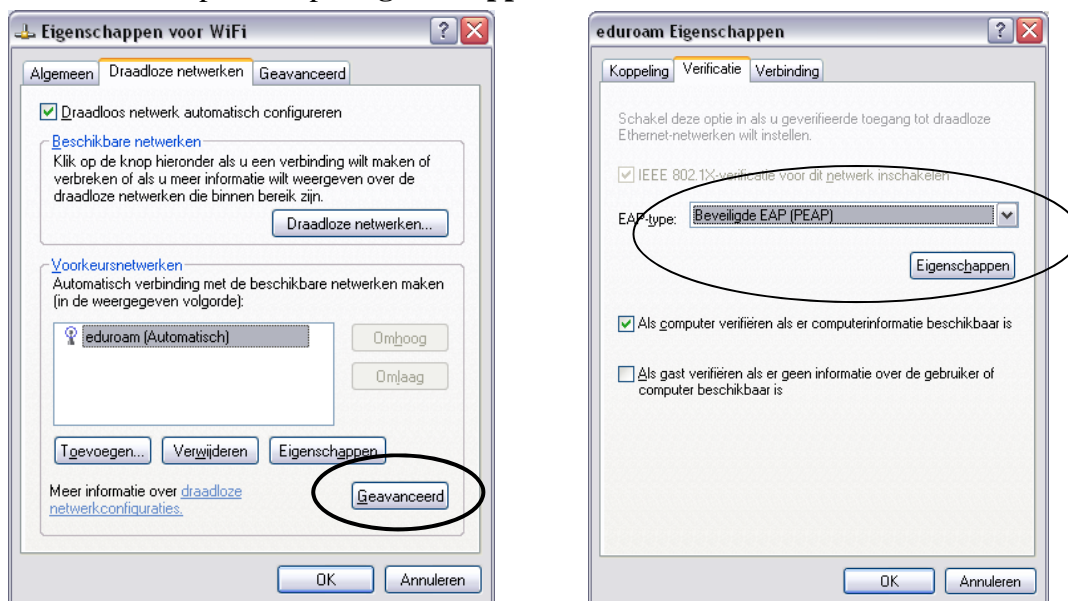 Eigenschappen voor WiFi
Algemeen Draadloze netwerken Geavanceerd
Draadloos netwerk automatisch configureren
Beschikbare netwerken
Klik op de knop hieronder als u een verbinding wilt maken of
verbreken of als u meer informatie wilt weergeven over de
draadloze netwerken die binnen bereik zijn.
Draadloze netwerken...
Voorkeursnetwerken
Automatisch verbinding met de beschikbare netwerken maken
(in de weergegeven volgorde):
eduroam (Automatisch)
Omhoog
Omlaag
Toevoegen... Verwijderen Eigenschappen
Meer informatie over draadloze
netwerkconfiguraties.
Geavanceerd
OK Annuleren
eduroam Eigenschappen
Koppeling Verificatie Verbinding
Schakel deze optie in als u geverifieerde toegang tot draadloze
Ethernet-netwerken wilt instellen.
IEEE 802.1X-verificatie voor dit netwerk inschakelen
EAP-type: Beveiligde EAP (PEAP)
Eigenschappen
Als computer verifiëren als er computerinformatie beschikbaar is
Als gast verifiëren als er geen informatie over de gebruiker of
computer beschikbaar is
OK Annuleren